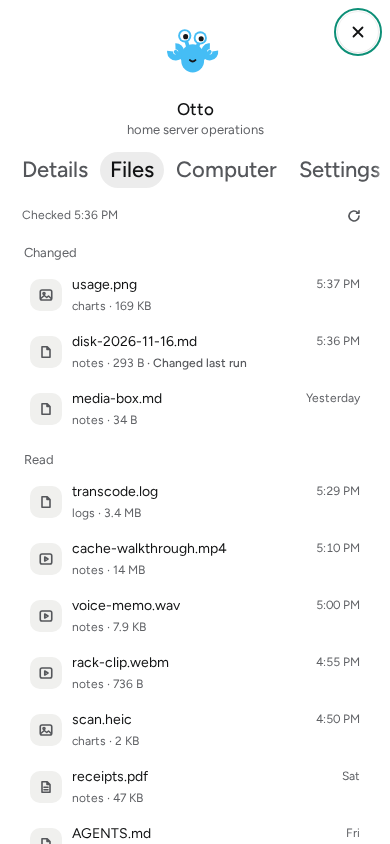 Otto
home server operations
Details Files Computer Settings
Checked 5:36 PM
Changed
usage.png 5:37 PM
charts · 169 KB
disk-2026-11-16.md 5:36 PM
notes · 293 B · Changed last run
media-box.md Yesterday
notes · 34 B
Read
transcode.log 5:29 PM
logs · 3.4 MB
cache-walkthrough.mp4 5:10 PM
notes · 14 MB
voice-memo.wav 5:00 PM
notes · 7.9 KB
rack-clip.webm 4:55 PM
notes · 736 B
scan.heic 4:50 PM
charts · 2 KB
receipts.pdf Sat
notes · 47 KB
AGENTS.md Fri